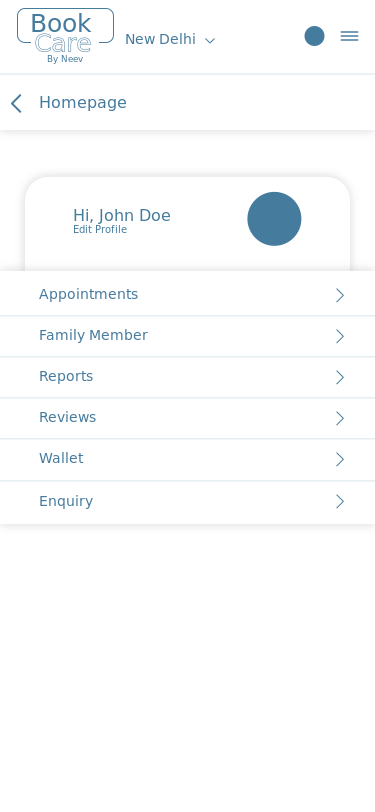 Book
Care
By Neev
New Delhi
Homepage
Hi, John Doe
Edit Profile
Appointments
Family Member
Reports
Reviews
Wallet
Enquiry